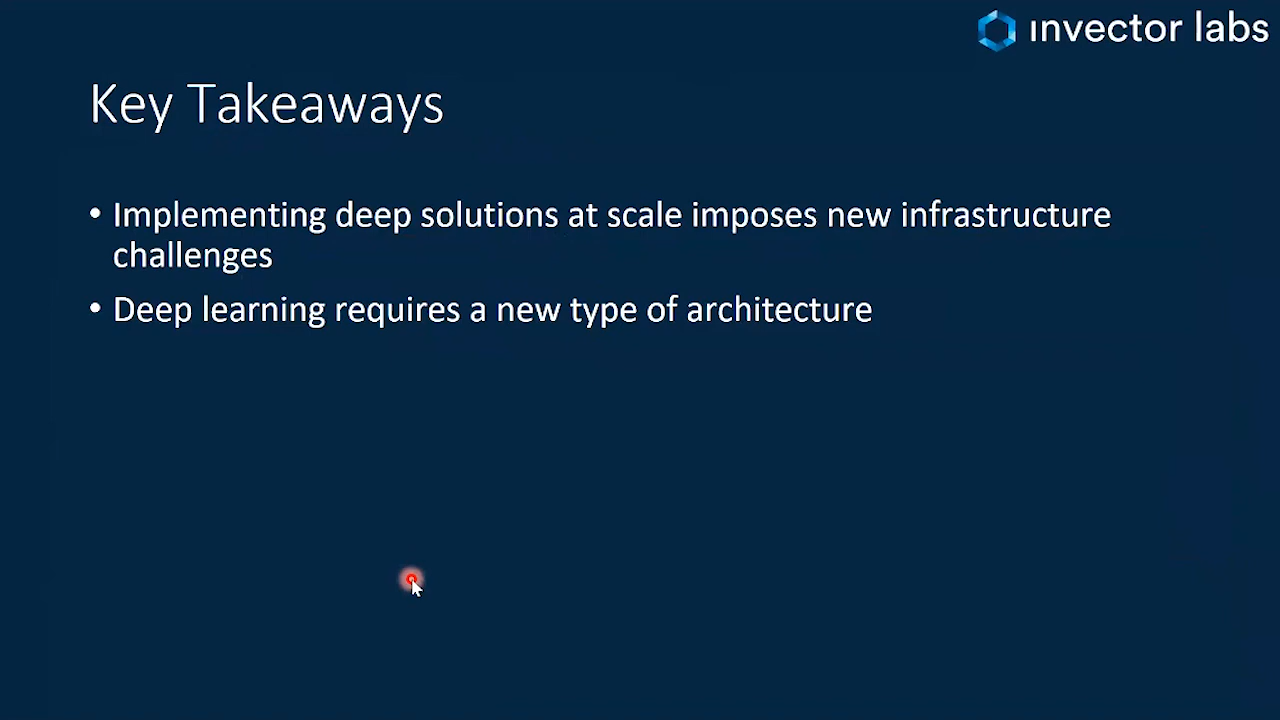 invector labs
Key Takeaways
• Implementing deep solutions at scale imposes new infrastructure
challenges
• Deep learning requires a new type of architecture